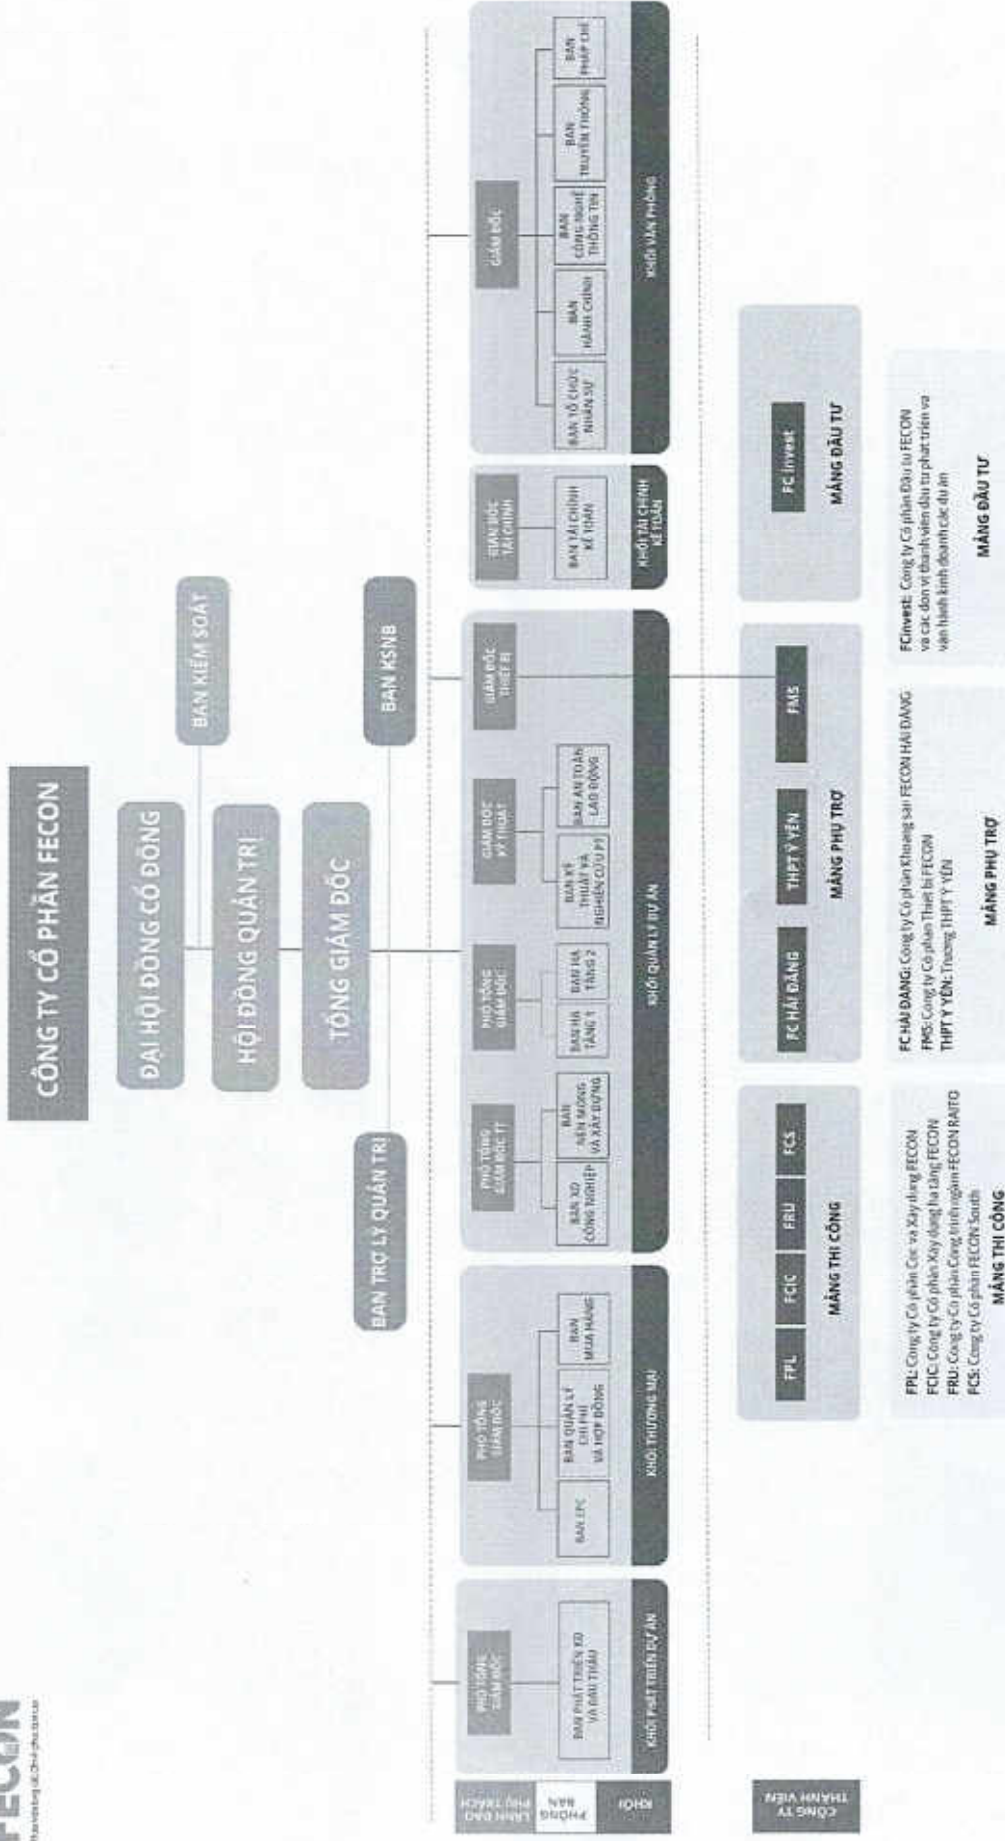 FECON
CÔNG TY CỔ PHẦN FECON
ĐẠI HỘI ĐỒNG CỔ ĐÔNG
BAN KIỂM SOÁT
HỘI ĐỒNG QUẢN TRỊ
TỔNG GIÁM ĐỐC
BAN TRỢ LÝ QUẢN TRỊ
BAN KSNB
LÃNH ĐẠO
PHỤ TRÁCH
PHÒNG
BAN
KHỐI
PHÓ TỔNG
GIÁM ĐỐC
BAN PHÁT TRIỂN KD
VÀ ĐẤU THẦU
KHỐI PHÁT TRIỂN DỰ ÁN
PHÓ TỔNG
GIÁM ĐỐC
BAN EPC
BAN QUẢN LÝ
CHI PHÍ
VÀ HỢP ĐỒNG
BAN
MUA HÀNG
KHỐI THƯƠNG MẠI
PHÓ TỔNG
GIÁM ĐỐC TT
BAN XD
CÔNG NGHIỆP
BAN
NỀN MÓNG
VÀ XÂY DỰNG
PHÓ TỔNG
GIÁM ĐỐC
BAN HẠ
TẦNG 1
BAN HẠ
TẦNG 2
GIÁM ĐỐC
KỸ THUẬT
BAN KỸ
THUẬT VÀ
NGHIÊN CỨU PT
BAN AN TOÀN
LAO ĐỘNG
GIÁM ĐỐC
THIẾT BỊ
KHỐI QUẢN LÝ DỰ ÁN
GIÁM ĐỐC
TÀI CHÍNH
BAN TÀI CHÍNH
KẾ TOÁN
KHỐI TÀI CHÍNH
KẾ TOÁN
GIÁM ĐỐC
BAN TỔ CHỨC
NHÂN SỰ
BAN
HÀNH CHÍNH
BAN
CÔNG NGHỆ
THÔNG TIN
BAN
TRUYỀN THÔNG
BAN
PHÁP CHẾ
KHỐI VĂN PHÒNG
CÔNG TY
THÀNH VIÊN
FPL
FCIC
FRU
FCS
MẢNG THI CÔNG
FC HẢI ĐĂNG
THPT Ý YÊN
FMS
MẢNG PHỤ TRỢ
FC Invest
MẢNG ĐẦU TƯ
FPL: Công ty Cổ phần Cọc và Xây dựng FECON
FCIC: Công ty Cổ phần Xây dựng hạ tầng FECON
FRU: Công ty Cổ phần Công trình ngầm FECON RAITO
FCS: Công ty Cổ phần FECON South
MẢNG THI CÔNG
FC HẢI ĐĂNG: Công ty Cổ phần Khoáng sản FECON HẢI ĐĂNG
FMS: Công ty Cổ phần Thiết bị FECON
THPT Ý YÊN: Trường THPT Ý YÊN
MẢNG PHỤ TRỢ
FCinvest: Công ty Cổ phần Đầu tư FECON
và các đơn vị thành viên đầu tư phát triển và
vận hành kinh doanh các dự án
MẢNG ĐẦU TƯ